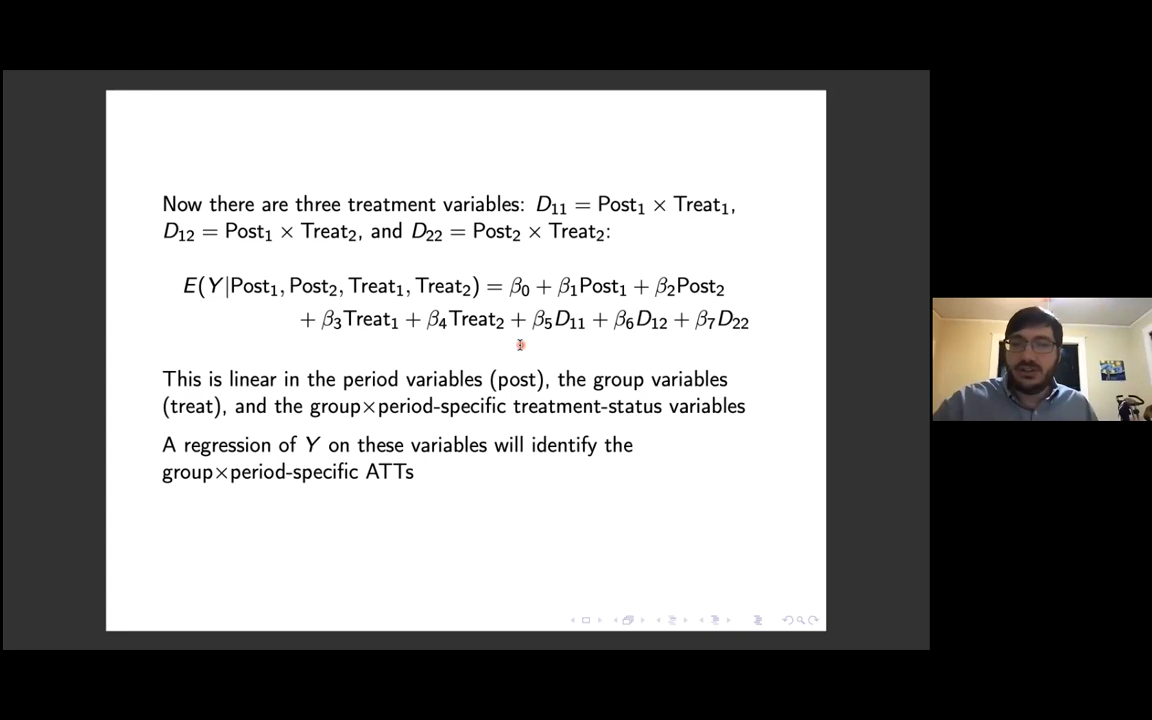 Now there are three treatment variables: D₁₁ = Post₁ × Treat₁,
D₁₂ = Post₁ × Treat₂, and D₂₂ = Post₂ × Treat₂:
E(Y|Post₁, Post₂, Treat₁, Treat₂) = β₀ + β₁Post₁ + β₂Post₂
+ β₃Treat₁ + β₄Treat₂ + β₅D₁₁ + β₆D₁₂ + β₇D₂₂
This is linear in the period variables (post), the group variables
(treat), and the group×period-specific treatment-status variables
A regression of Y on these variables will identify the
group×period-specific ATTs